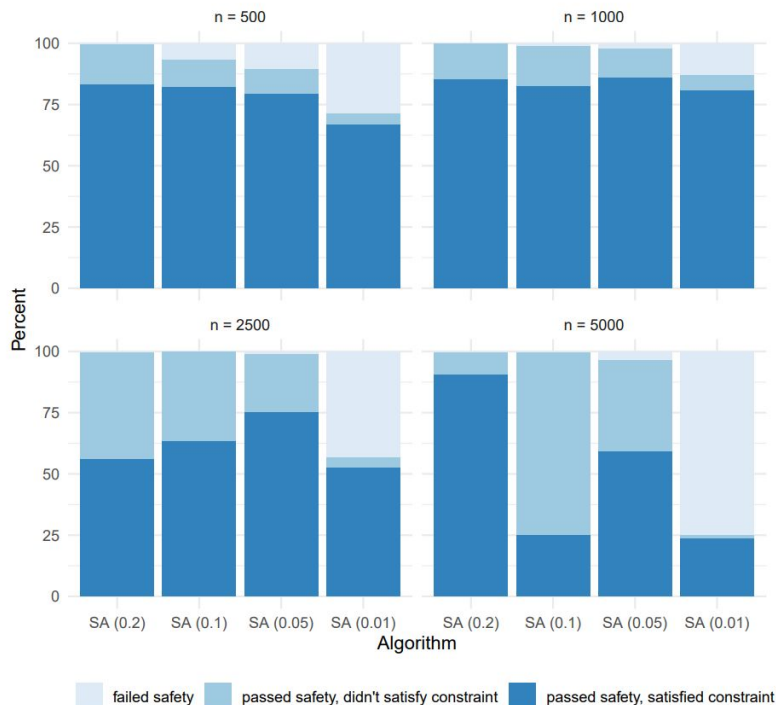 n = 500
n = 1000
100
75
50
25
0
n = 2500
n = 5000
100
75
50
25
0
Percent
SA (0.2) SA (0.1) SA (0.05) SA (0.01)
SA (0.2) SA (0.1) SA (0.05) SA (0.01)
Algorithm
failed safety
passed safety, didn't satisfy constraint
passed safety, satisfied constraint